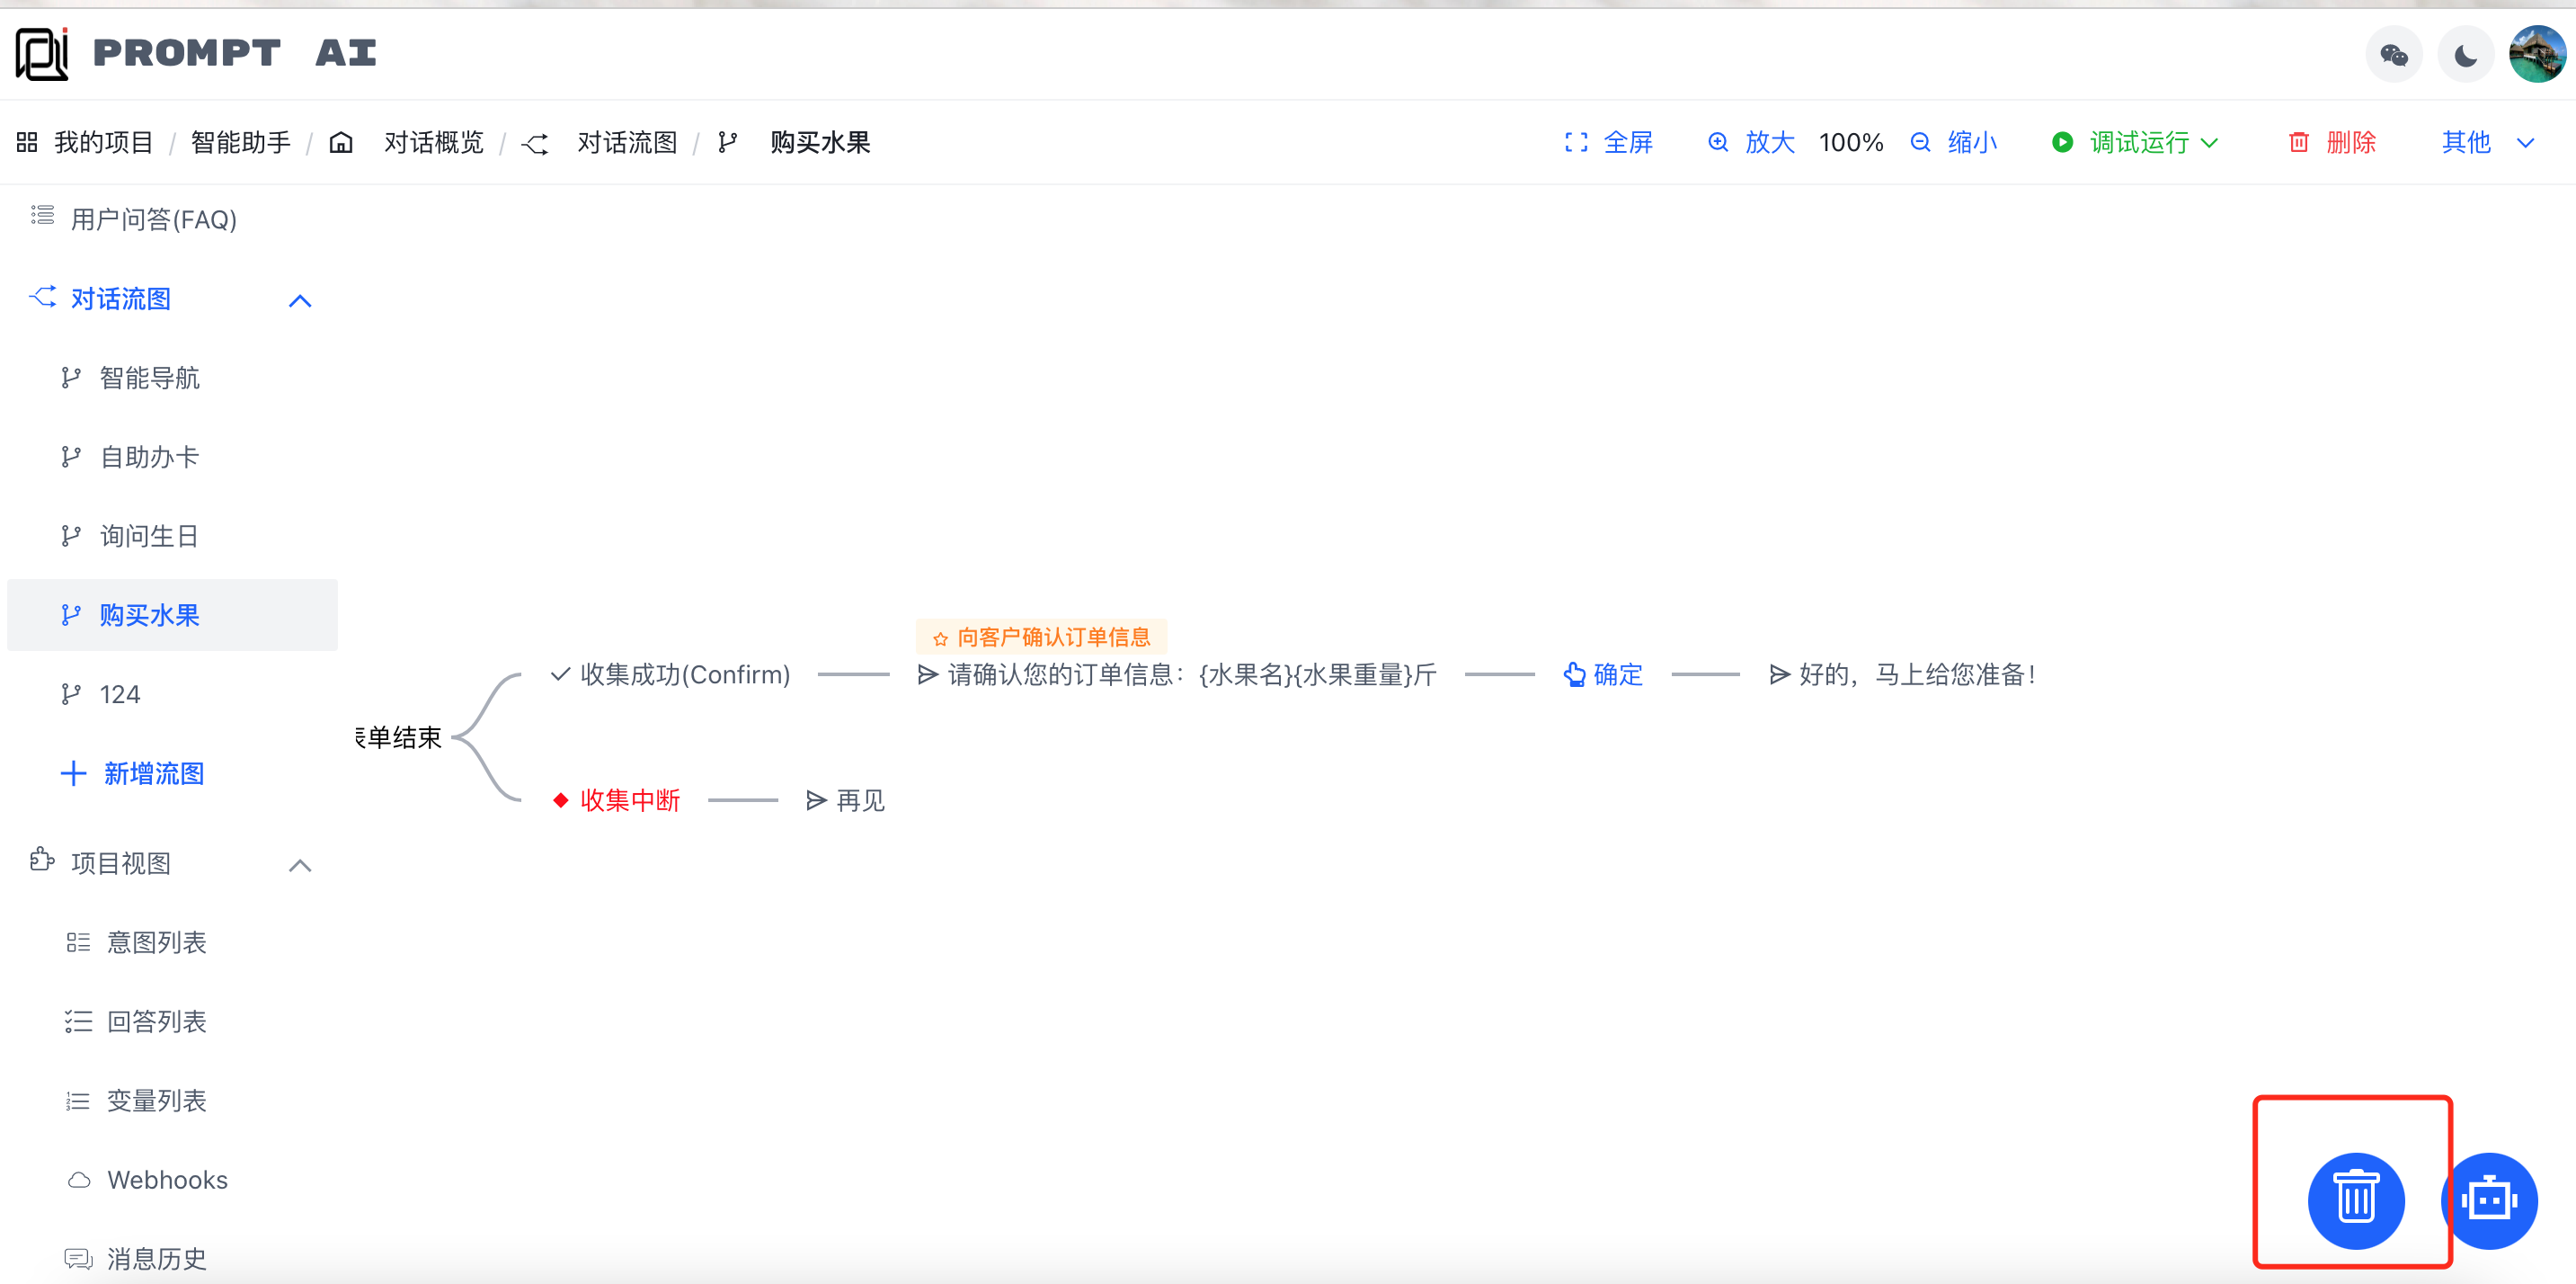 PROMPT AI
我的项目 / 智能助手 / 对话概览 / 对话流图 / 购买水果
全屏 放大 100% 缩小 调试运行 删除 其他
用户问答(FAQ)
对话流图
智能导航
自助办卡
询问生日
购买水果
124
新增流图
项目视图
意图列表
回答列表
变量列表
Webhooks
消息历史
向客户确认订单信息
收集成功(Confirm)
请确认您的订单信息：{水果名}{水果重量}斤
确定
好的，马上给您准备！
单结束
收集中断
再见